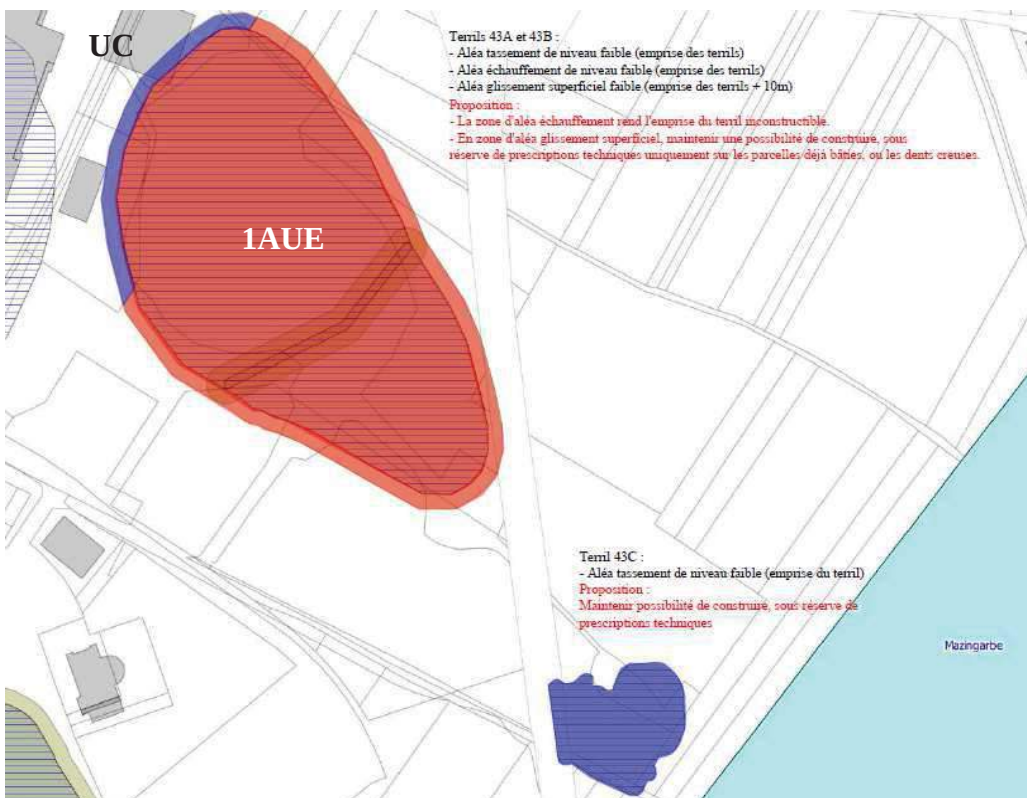 UC
Terrils 43A et 43B :
- Aléa tassement de niveau faible (emprise des terrils)
- Aléa échauffement de niveau faible (emprise des terrils)
- Aléa glissement superficiel faible (emprise des terrils + 10m)
Proposition :
- La zone d'aléa échauffement rend l'emprise du terril inconstructible.
- En zone d'aléa glissement superficiel, maintenir une possibilité de construire, sous
réserve de prescriptions techniques uniquement sur les parcelles déjà bâties, ou les dents creuses.
1AUE
Terril 43C :
- Aléa tassement de niveau faible (emprise du terril)
Proposition :
Maintenir possibilité de construire, sous réserve de
prescriptions techniques
Mazingarbe